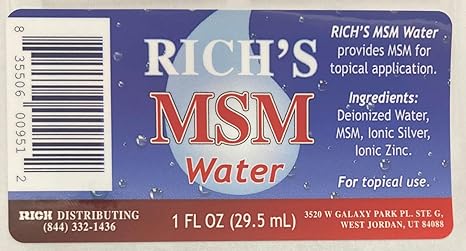 8 35506 00951 2
RICH'S
MSM
Water
RICH'S MSM Water
provides MSM for
topical application.
Ingredients:
Deionized Water,
MSM, Ionic Silver,
Ionic Zinc.
For topical use.
RICH DISTRIBUTING
(844) 332-1436
1 FL OZ (29.5 mL)
3520 W GALAXY PARK PL. STE G,
WEST JORDAN, UT 84088